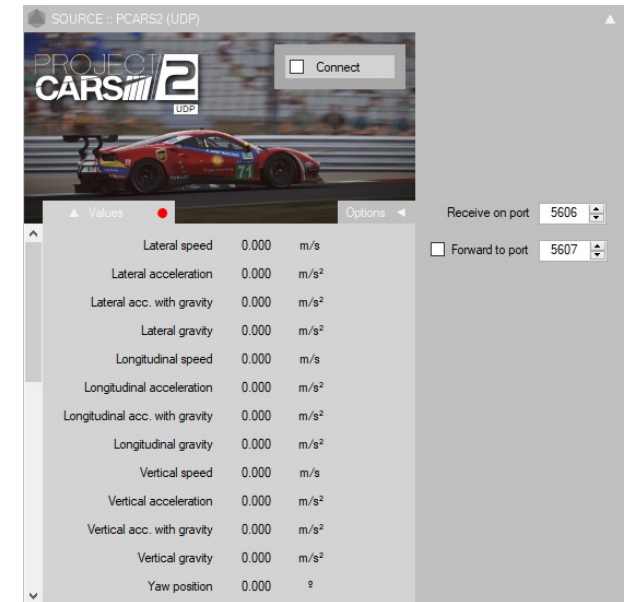 SOURCE :: PCARS2 (UDP)
PROJECT
CARS 2
UDP
Connect
71
Values
Options
Receive on port 5606
Forward to port 5607
Lateral speed 0.000 m/s
Lateral acceleration 0.000 m/s²
Lateral acc. with gravity 0.000 m/s²
Lateral gravity 0.000 m/s²
Longitudinal speed 0.000 m/s
Longitudinal acceleration 0.000 m/s²
Longitudinal acc. with gravity 0.000 m/s²
Longitudinal gravity 0.000 m/s²
Vertical speed 0.000 m/s
Vertical acceleration 0.000 m/s²
Vertical acc. with gravity 0.000 m/s²
Vertical gravity 0.000 m/s²
Yaw position 0.000 º